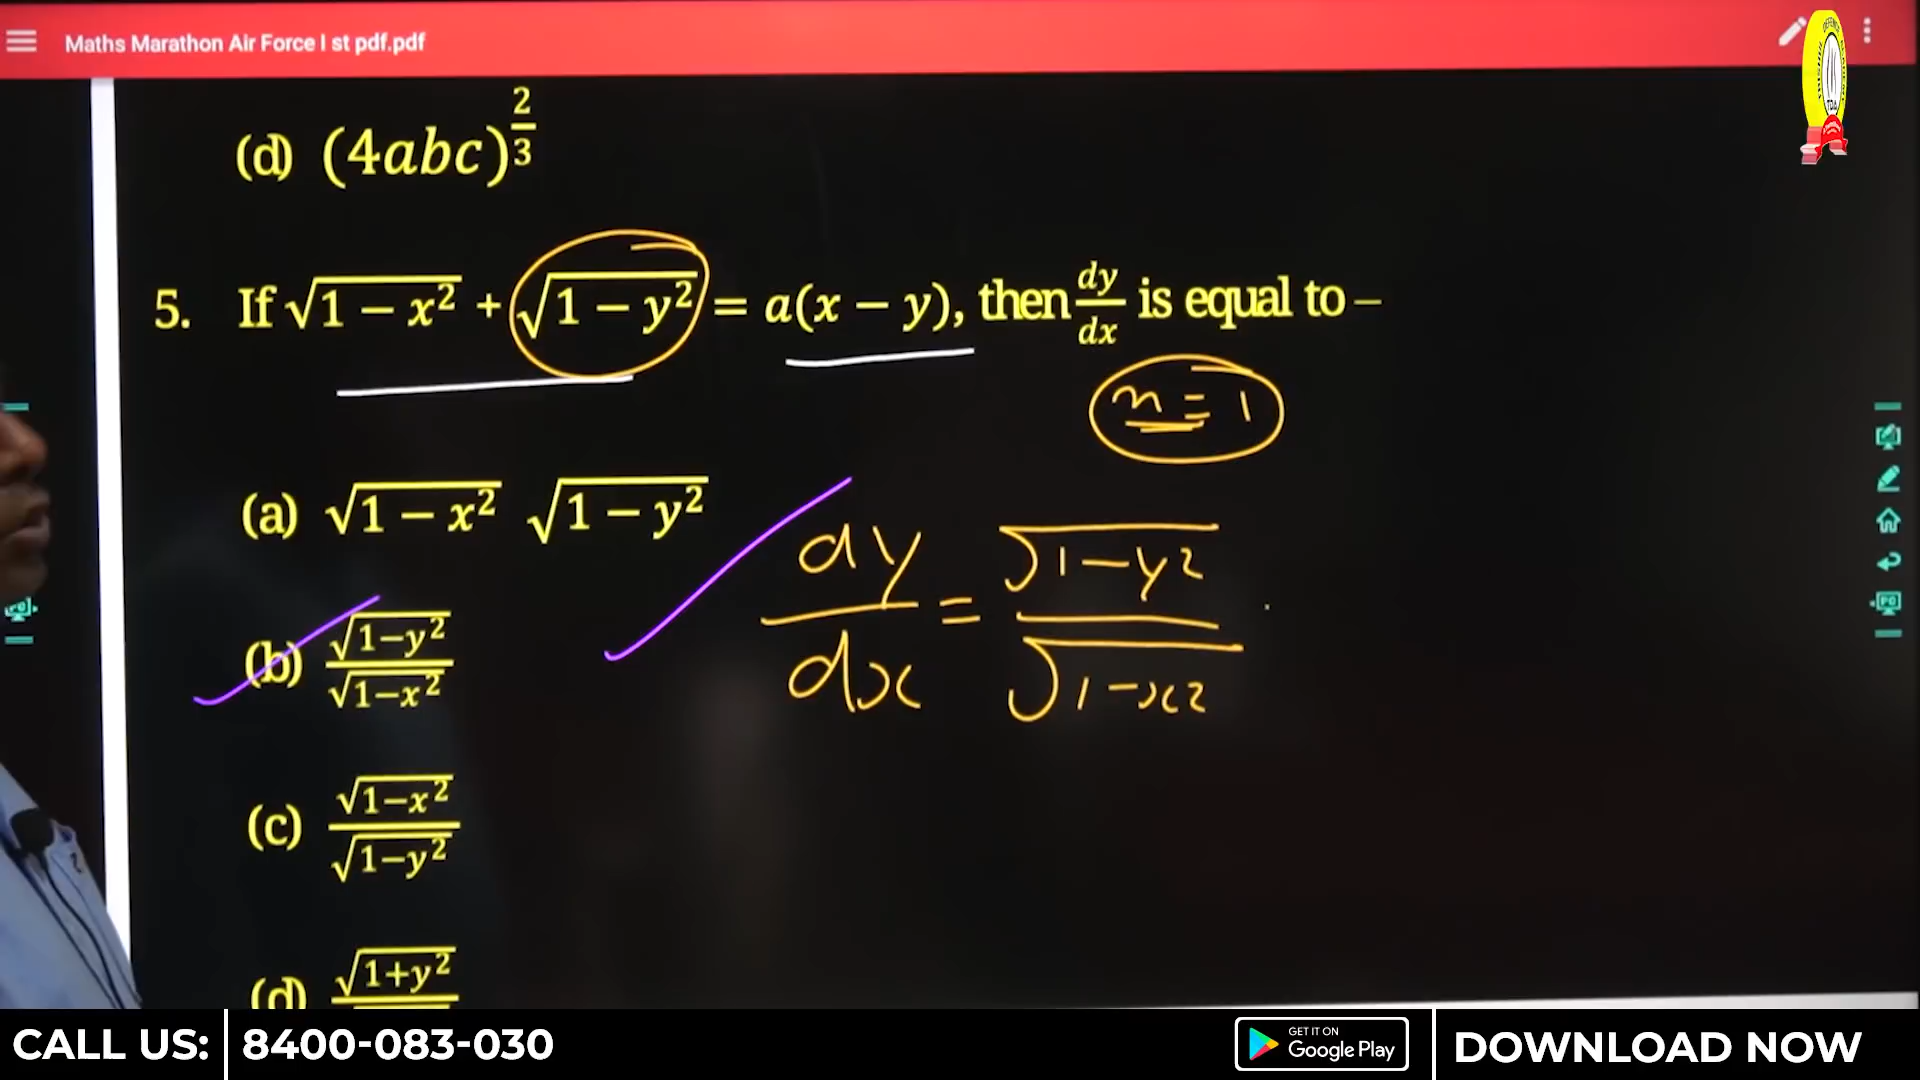 Maths Marathon Air Force I st pdf.pdf
(d) (4abc)^(2/3)
5. If √(1 − x²) + √(1 − y²) = a(x − y), then dy/dx is equal to –
n = 1
(a) √(1 − x²) √(1 − y²)
dy/dx = √(1−y²)/√(1−x²)
(b) √(1−y²)/√(1−x²)
(c) √(1−x²)/√(1−y²)
(d) √(1+y²)
CALL US: 8400-083-030
GET IT ON
Google Play
DOWNLOAD NOW